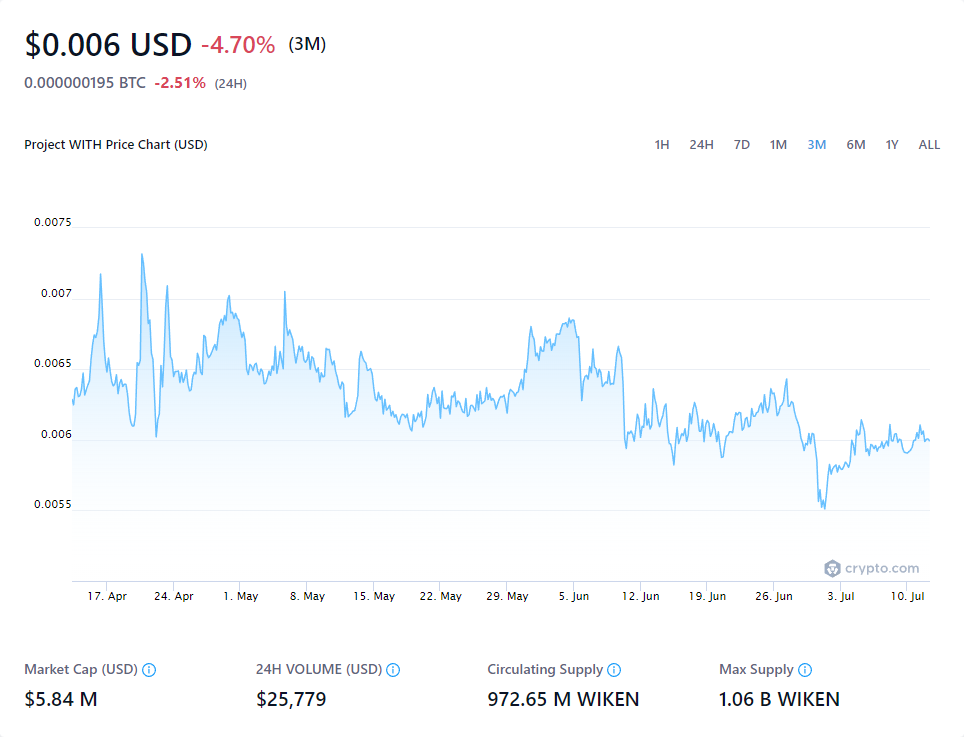 $0.006 USD -4.70% (3M)
0.000000195 BTC -2.51% (24H)
Project WITH Price Chart (USD) 1H 24H 7D 1M 3M 6M 1Y ALL
0.0075
0.007
0.0065
0.006
0.0055
crypto.com
17. Apr 24. Apr 1. May 8. May 15. May 22. May 29. May 5. Jun 12. Jun 19. Jun 26. Jun 3. Jul 10. Jul
Market Cap (USD) 24H VOLUME (USD) Circulating Supply Max Supply
$5.84 M $25,779 972.65 M WIKEN 1.06 B WIKEN